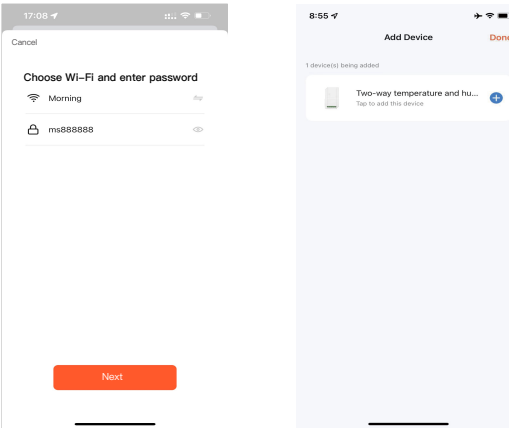 17:08
Cancel
Choose Wi-Fi and enter password
Morning
ms888888
Next
8:55
Add Device
Done
1 device(s) being added
Two-way temperature and hu...
Tap to add this device